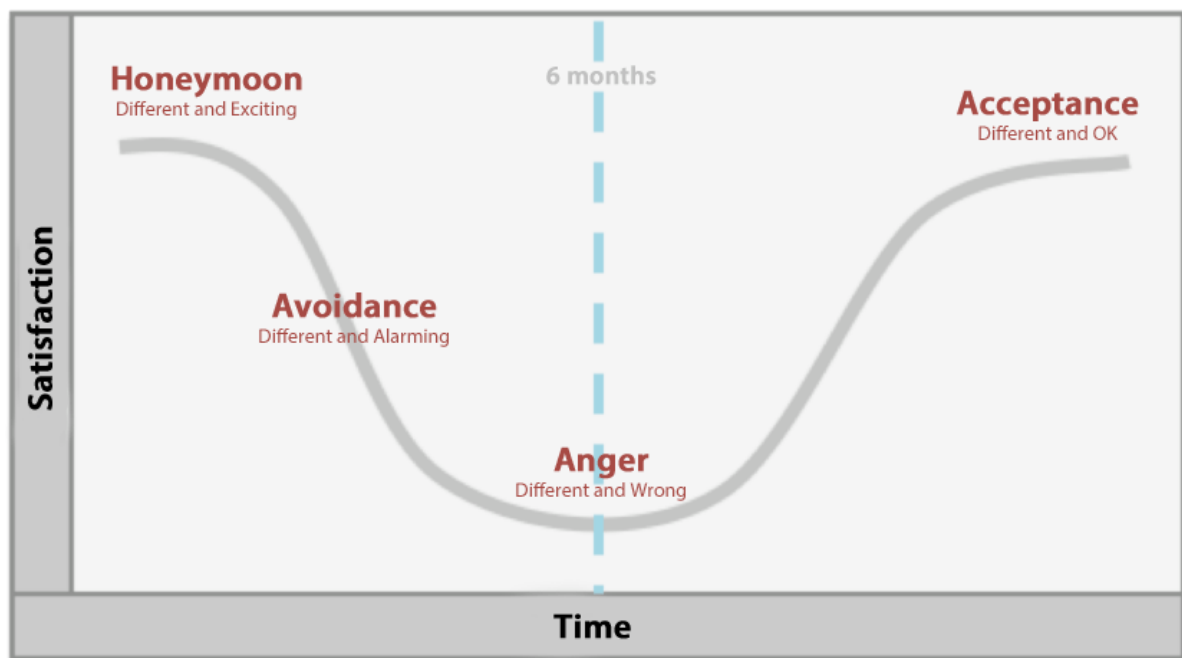 Honeymoon
Different and Exciting
6 months
Acceptance
Different and OK
Avoidance
Different and Alarming
Anger
Different and Wrong
Satisfaction
Time